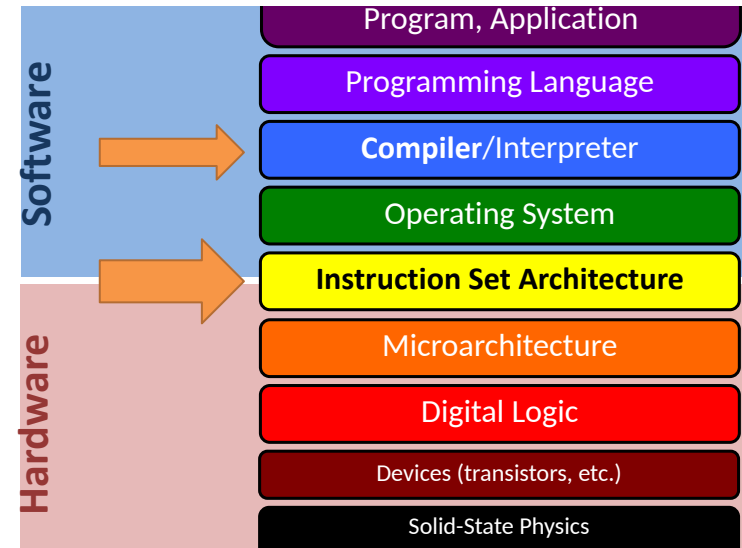 Software
Program, Application
Programming Language
Compiler/Interpreter
Operating System
Instruction Set Architecture
Hardware
Microarchitecture
Digital Logic
Devices (transistors, etc.)
Solid-State Physics